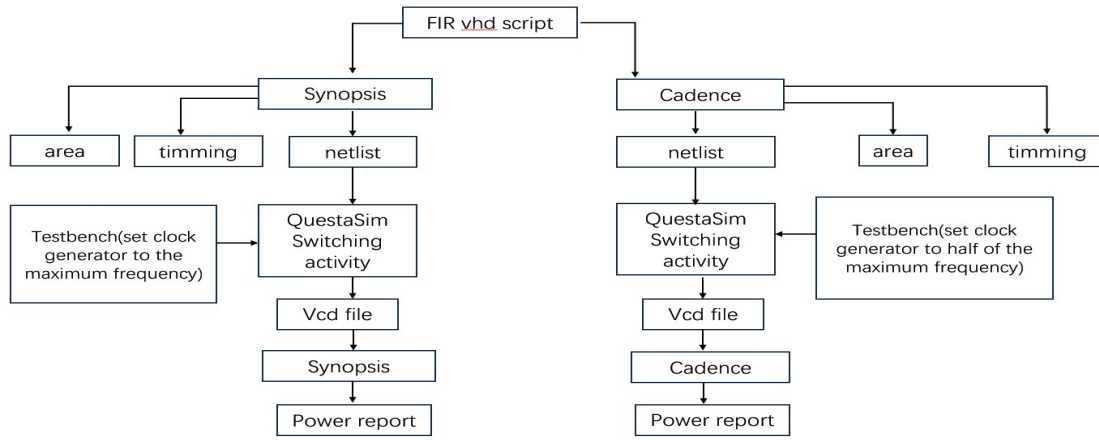 FIR vhd script
Synopsis
Cadence
area
timming
netlist
netlist
area
timming
Testbench(set clock
generator to the
maximum frequency)
QuestaSim
Switching
activity
QuestaSim
Switching
activity
Testbench(set clock
generator to half of the
maximum frequency)
Vcd file
Vcd file
Synopsis
Cadence
Power report
Power report